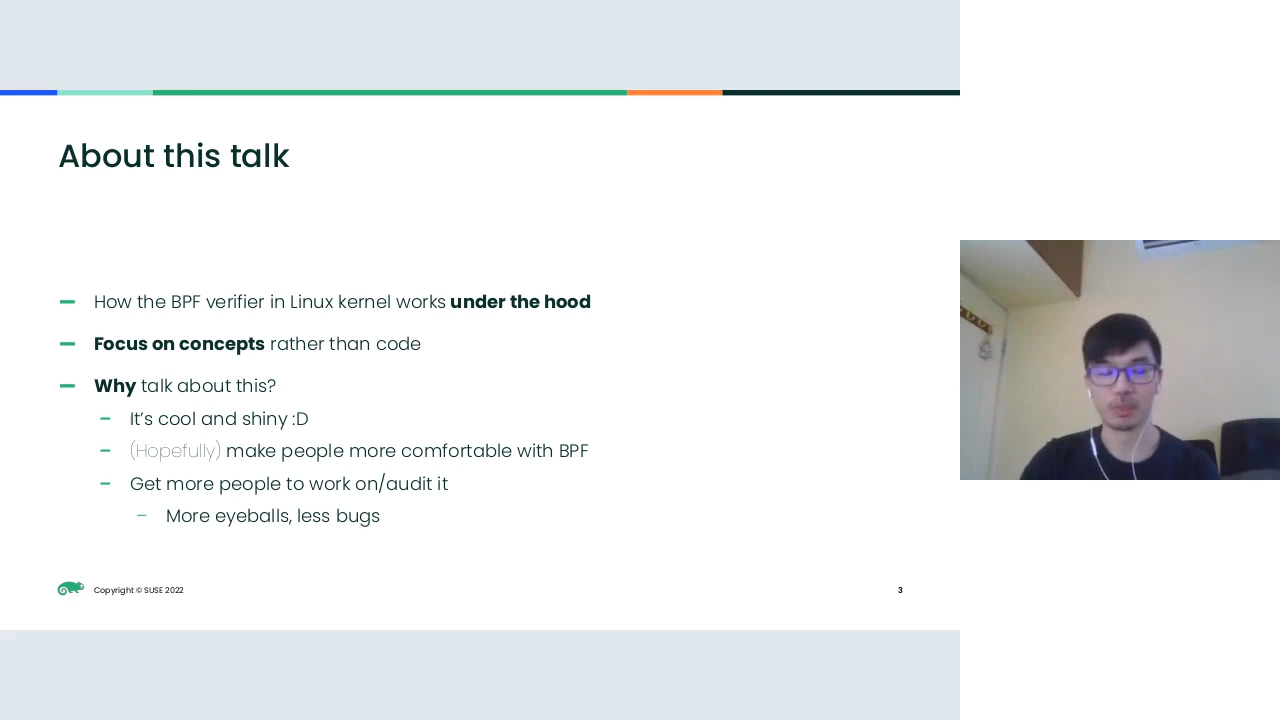 About this talk
How the BPF verifier in Linux kernel works under the hood
Focus on concepts rather than code
Why talk about this?
It’s cool and shiny :D
(Hopefully) make people more comfortable with BPF
Get more people to work on/audit it
More eyeballs, less bugs
Copyright © SUSE 2022
3